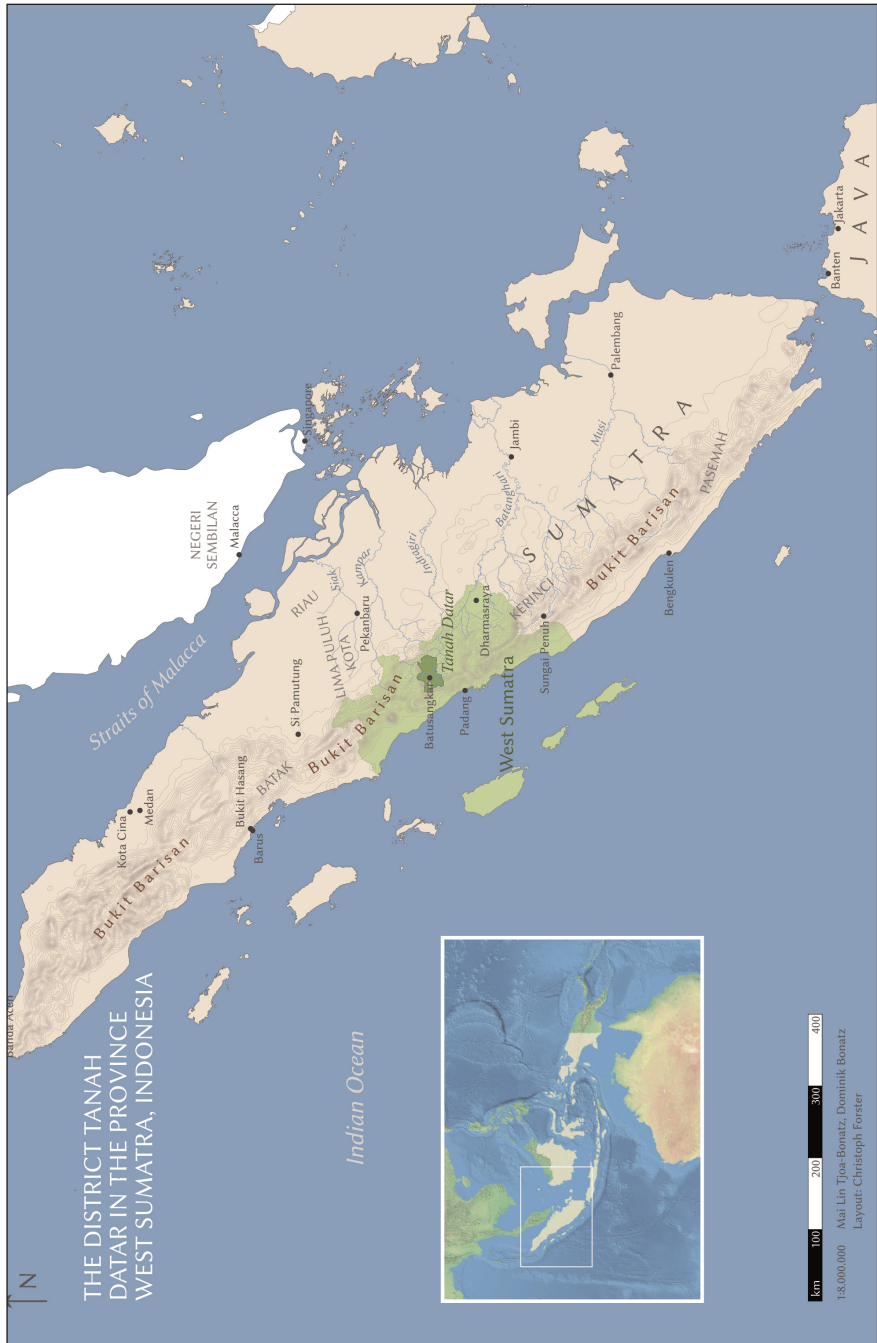 N
THE DISTRICT TANAH
DATAR IN THE PROVINCE
WEST SUMATRA, INDONESIA
Banda Aceh
Bukit Barisan
Kota Cina
Medan
Straits of Malacca
NEGERI
SEMBILAN
Malacca
Singapore
Bukit Hasang
Barus
BATAK
Si Pamutung
RIAU
Siak
LIMA PULUH
KOTA
Pekanbaru
Kampar
Bukit Barisan
Indragiri
Batusangkar
Tanah Datar
Padang
Dharmasraya
Batanghari
Jambi
West Sumatra
KERINCI
Sungai Penuh
SUMATRA
Musi
Palembang
Bukit Barisan
Bengkulen
PASEMAH
Banten
Jakarta
JAVA
Indian Ocean
km 100 200 300 400
1:8.000.000 Mai Lin Tjoa-Bonatz, Dominik Bonatz
Layout: Christoph Forster